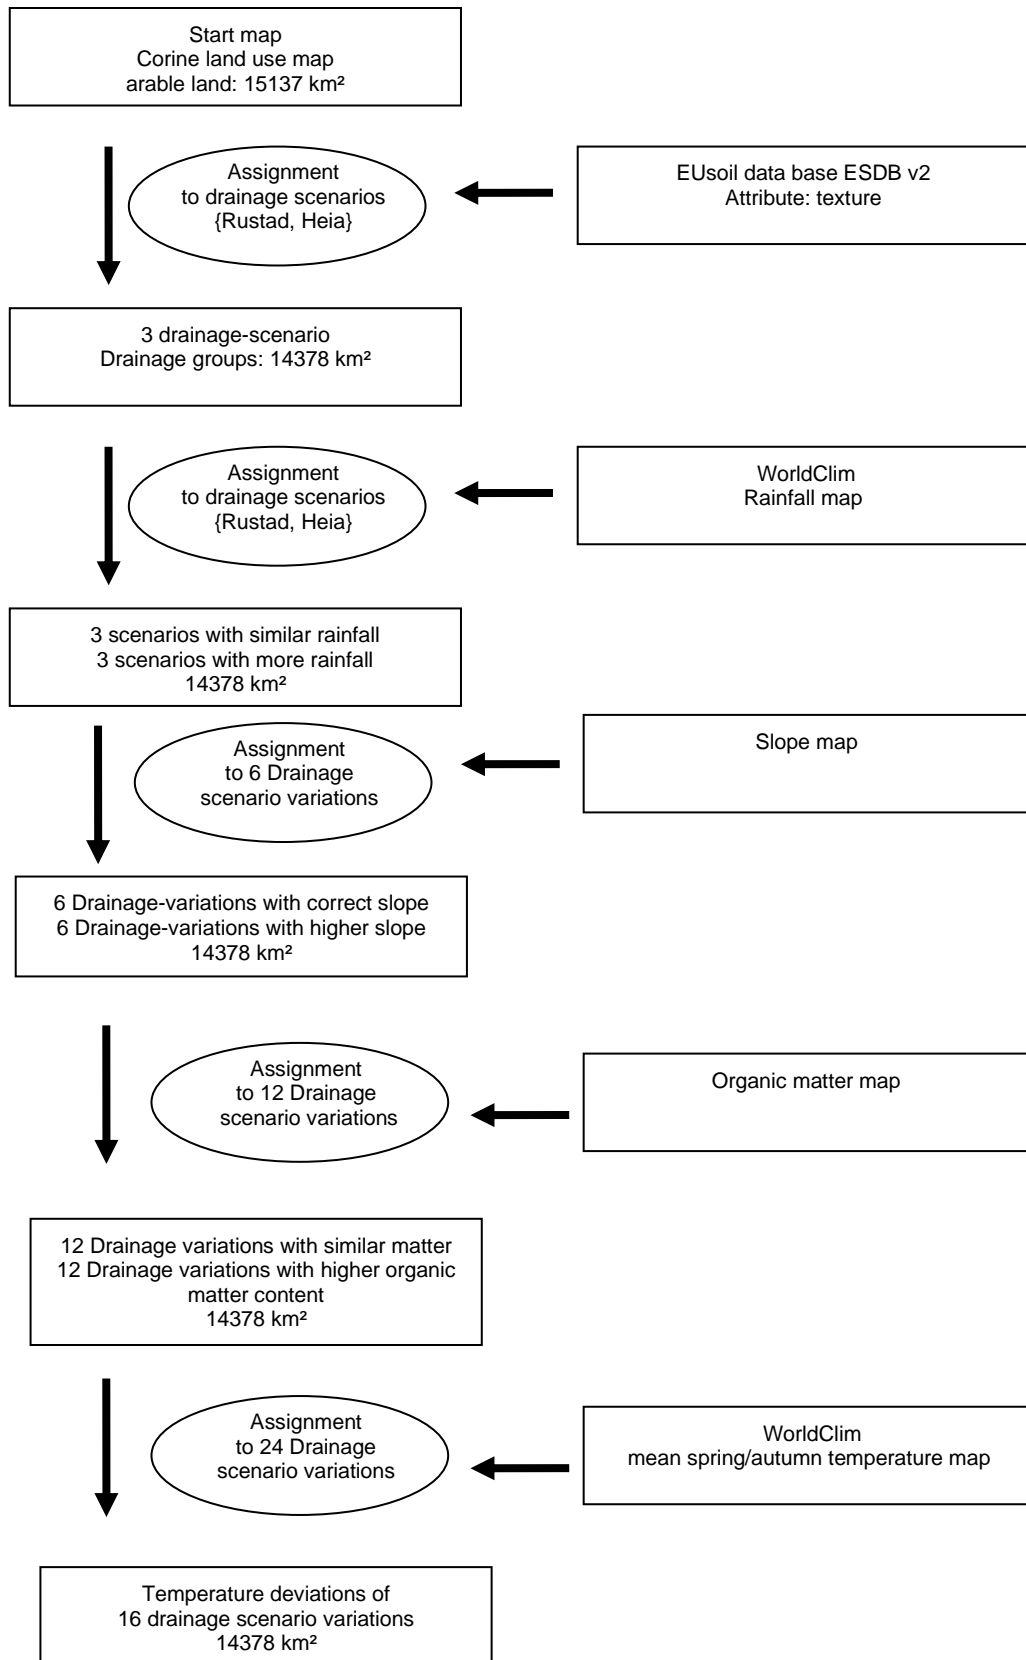 Start map
Corine land use map
arable land: 15137 km²
Assignment
to drainage scenarios
{Rustad, Heia}
EUsoil data base ESDB v2
Attribute: texture
3 drainage-scenario
Drainage groups: 14378 km²
Assignment
to drainage scenarios
{Rustad, Heia}
WorldClim
Rainfall map
3 scenarios with similar rainfall
3 scenarios with more rainfall
14378 km²
Assignment
to 6 Drainage
scenario variations
Slope map
6 Drainage-variations with correct slope
6 Drainage-variations with higher slope
14378 km²
Assignment
to 12 Drainage
scenario variations
Organic matter map
12 Drainage variations with similar matter
12 Drainage variations with higher organic
matter content
14378 km²
Assignment
to 24 Drainage
scenario variations
WorldClim
mean spring/autumn temperature map
Temperature deviations of
16 drainage scenario variations
14378 km²